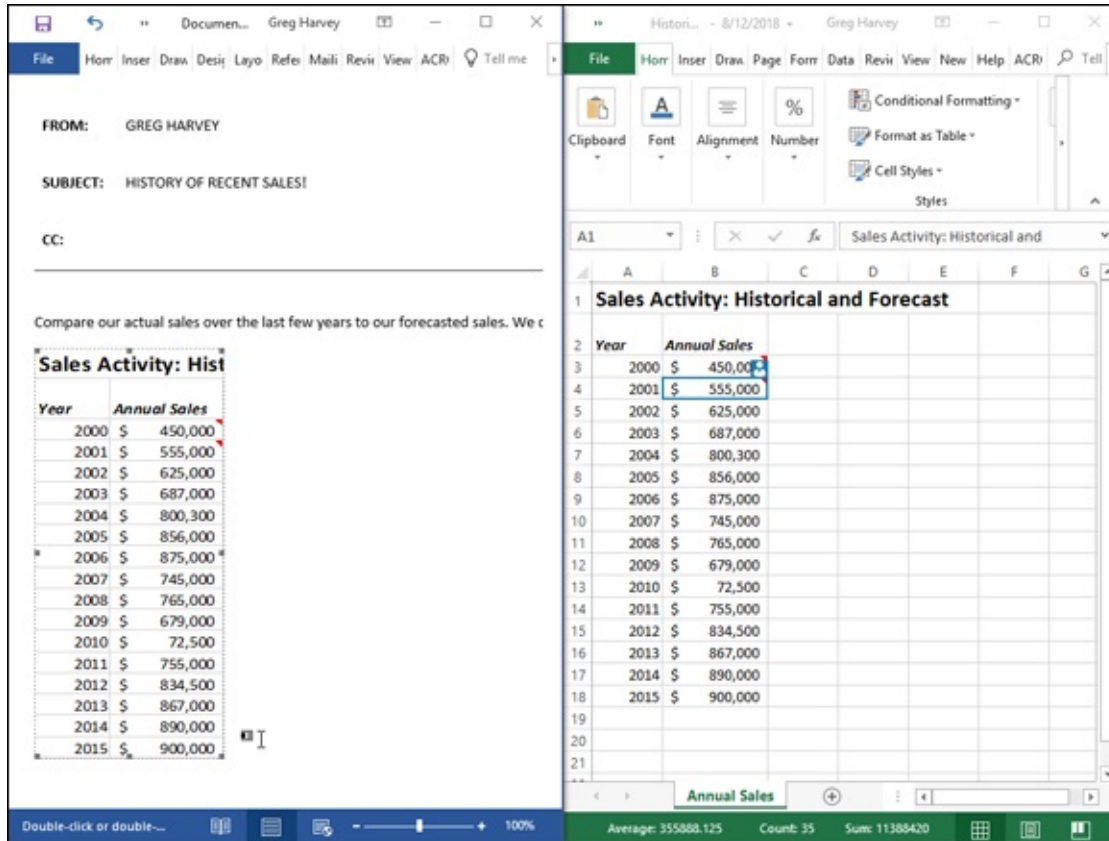 Documen... Greg Harvey
File Horr Inser Drav Desig Layo Refer Maili Revie View ACRI Tell me
FROM: GREG HARVEY
SUBJECT: HISTORY OF RECENT SALES!
CC:
Compare our actual sales over the last few years to our forecasted sales. We c
Sales Activity: Hist
Year Annual Sales
2000 $ 450,000
2001 $ 555,000
2002 $ 625,000
2003 $ 687,000
2004 $ 800,300
2005 $ 856,000
2006 $ 875,000
2007 $ 745,000
2008 $ 765,000
2009 $ 679,000
2010 $ 72,500
2011 $ 755,000
2012 $ 834,500
2013 $ 867,000
2014 $ 890,000
2015 $ 900,000
Double-click or double-... 100%
Histori... - 8/12/2018 Greg Harvey
File Horr Inser Drav Page Form Data Revie View New Help ACRI Tell
Clipboard Font Alignment Number
% Conditional Formatting
Format as Table
Cell Styles
Styles
A1 fx Sales Activity: Historical and
A B C D E F G
1 Sales Activity: Historical and Forecast
2 Year Annual Sales
3 2000 $ 450,00
4 2001 $ 555,000
5 2002 $ 625,000
6 2003 $ 687,000
7 2004 $ 800,300
8 2005 $ 856,000
9 2006 $ 875,000
10 2007 $ 745,000
11 2008 $ 765,000
12 2009 $ 679,000
13 2010 $ 72,500
14 2011 $ 755,000
15 2012 $ 834,500
16 2013 $ 867,000
17 2014 $ 890,000
18 2015 $ 900,000
19
20
21
Annual Sales
Average: 355888.125 Count: 35 Sum: 11388420